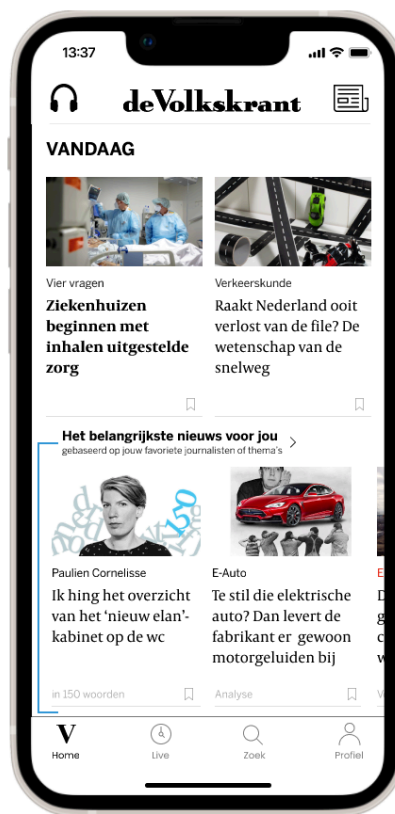 13:37
deVolkskrant
VANDAAG
Vier vragen
Ziekenhuizen
beginnen met
inhalen uitgestelde
zorg
Verkeerskunde
Raakt Nederland ooit
verlost van de file? De
wetenschap van de
snelweg
Het belangrijkste nieuws voor jou
gebaseerd op jouw favoriete journalisten of thema's
150
Paulien Cornelisse
Ik hing het overzicht
van het ‘nieuw elan’-
kabinet op de wc
in 150 woorden
E-Auto
Te stil die elektrische
auto? Dan levert de
fabrikant er gewoon
motorgeluiden bij
Analyse
V
Home
Live
Zoek
Profiel